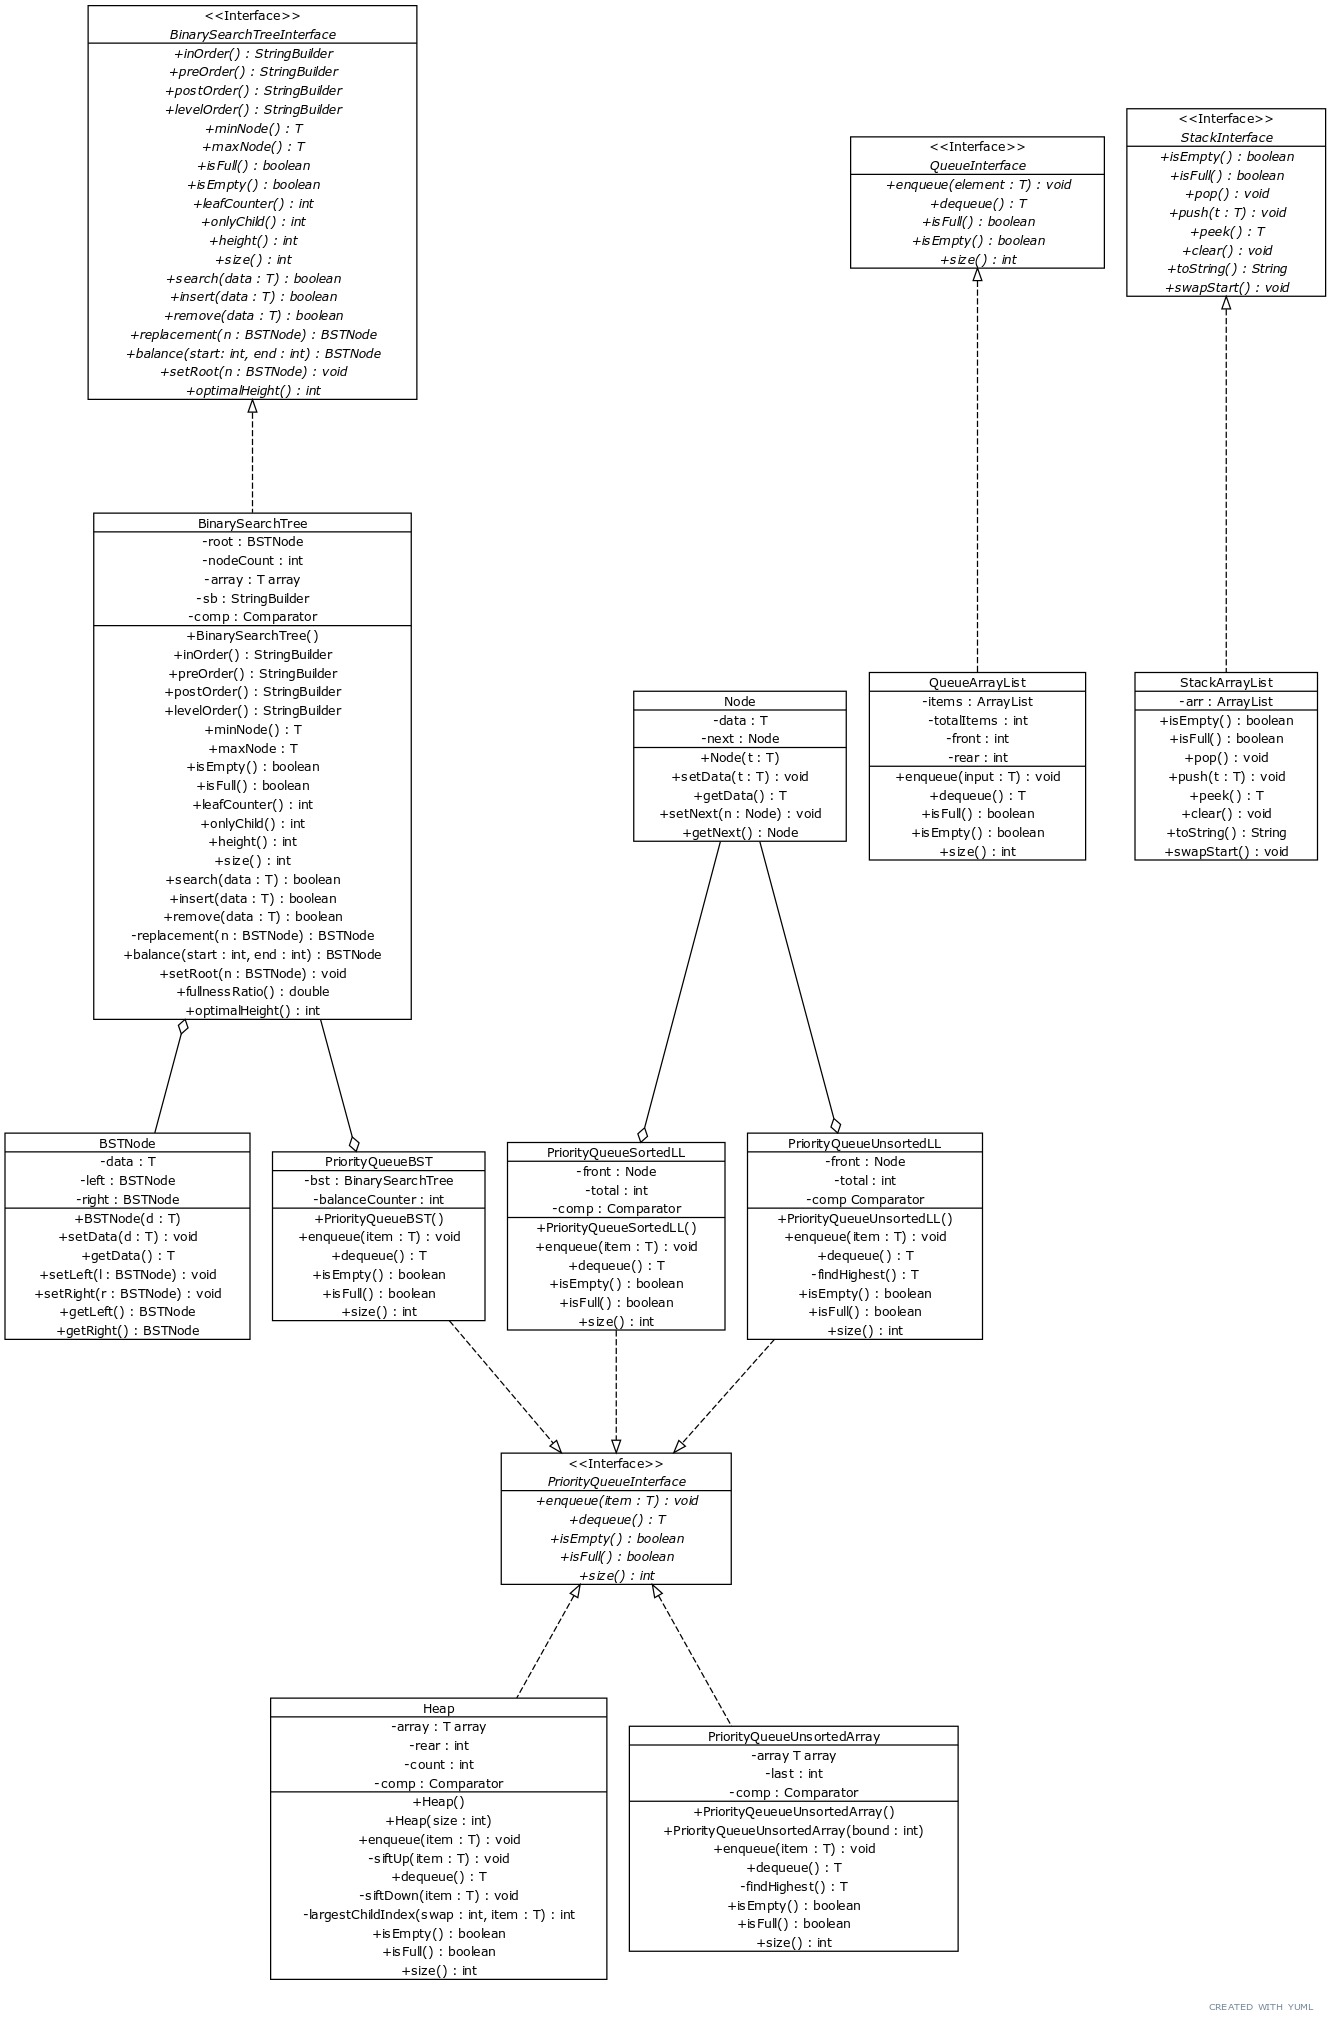 <<Interface>>
BinarySearchTreeInterface
+inOrder() : StringBuilder
+preOrder() : StringBuilder
+postOrder() : StringBuilder
+levelOrder() : StringBuilder
+minNode() : T
+maxNode() : T
+isFull() : boolean
+isEmpty() : boolean
+leafCounter() : int
+onlyChild() : int
+height() : int
+size() : int
+search(data : T) : boolean
+insert(data : T) : boolean
+remove(data : T) : boolean
+replacement(n : BSTNode) : BSTNode
+balance(start: int, end : int) : BSTNode
+setRoot(n : BSTNode) : void
+optimalHeight() : int
<<Interface>>
QueueInterface
+enqueue(element : T) : void
+dequeue() : T
+isFull() : boolean
+isEmpty() : boolean
+size() : int
<<Interface>>
StackInterface
+isEmpty() : boolean
+isFull() : boolean
+pop() : void
+push(t : T) : void
+peek() : T
+clear() : void
+toString() : String
+swapStart() : void
BinarySearchTree
-root : BSTNode
-nodeCount : int
-array : T array
-sb : StringBuilder
-comp : Comparator
+BinarySearchTree()
+inOrder() : StringBuilder
+preOrder() : StringBuilder
+postOrder() : StringBuilder
+levelOrder() : StringBuilder
+minNode() : T
+maxNode : T
+isEmpty() : boolean
+isFull() : boolean
+leafCounter() : int
+onlyChild() : int
+height() : int
+size() : int
+search(data : T) : boolean
+insert(data : T) : boolean
+remove(data : T) : boolean
-replacement(n : BSTNode) : BSTNode
+balance(start : int, end : int) : BSTNode
+setRoot(n : BSTNode) : void
+fullnessRatio() : double
+optimalHeight() : int
Node
-data : T
-next : Node
+Node(t : T)
+setData(t : T) : void
+getData() : T
+setNext(n : Node) : void
+getNext() : Node
QueueArrayList
-items : ArrayList
-totalItems : int
-front : int
-rear : int
+enqueue(input : T) : void
+dequeue() : T
+isFull() : boolean
+isEmpty() : boolean
+size() : int
StackArrayList
-arr : ArrayList
+isEmpty() : boolean
+isFull() : boolean
+pop() : void
+push(t : T) : void
+peek() : T
+clear() : void
+toString() : String
+swapStart() : void
BSTNode
-data : T
-left : BSTNode
-right : BSTNode
+BSTNode(d : T)
+setData(d : T) : void
+getData() : T
+setLeft(l : BSTNode) : void
+setRight(r : BSTNode) : void
+getLeft() : BSTNode
+getRight() : BSTNode
PriorityQueueBST
-bst : BinarySearchTree
-balanceCounter : int
+PriorityQueueBST()
+enqueue(item : T) : void
+dequeue() : T
+isEmpty() : boolean
+isFull() : boolean
+size() : int
PriorityQueueSortedLL
-front : Node
-total : int
-comp : Comparator
+PriorityQueueSortedLL()
+enqueue(item : T) : void
+dequeue() : T
+isEmpty() : boolean
+isFull() : boolean
+size() : int
PriorityQueueUnsortedLL
-front : Node
-total : int
-comp Comparator
+PriorityQueueUnsortedLL()
+enqueue(item : T) : void
+dequeue() : T
-findHighest() : T
+isEmpty() : boolean
+isFull() : boolean
+size() : int
<<Interface>>
PriorityQueueInterface
+enqueue(item : T) : void
+dequeue() : T
+isEmpty() : boolean
+isFull() : boolean
+size() : int
Heap
-array : T array
-rear : int
-count : int
-comp : Comparator
+Heap()
+Heap(size : int)
+enqueue(item : T) : void
-siftUp(item : T) : void
+dequeue() : T
-siftDown(item : T) : void
-largestChildIndex(swap : int, item : T) : int
+isEmpty() : boolean
+isFull() : boolean
+size() : int
PriorityQueueUnsortedArray
-array T array
-last : int
-comp : Comparator
+PriorityQeueueUnsortedArray()
+PriorityQueueUnsortedArray(bound : int)
+enqueue(item : T) : void
+dequeue() : T
-findHighest() : T
+isEmpty() : boolean
+isFull() : boolean
+size() : int
CREATED WITH YUML